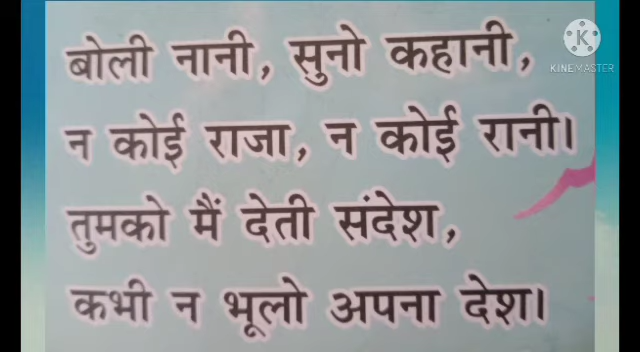 बोली नानी, सुनो कहानी,
न कोई राजा, न कोई रानी।
तुमको मैं देती संदेश,
कभी न भूलो अपना देश।
K
KINEMASTER